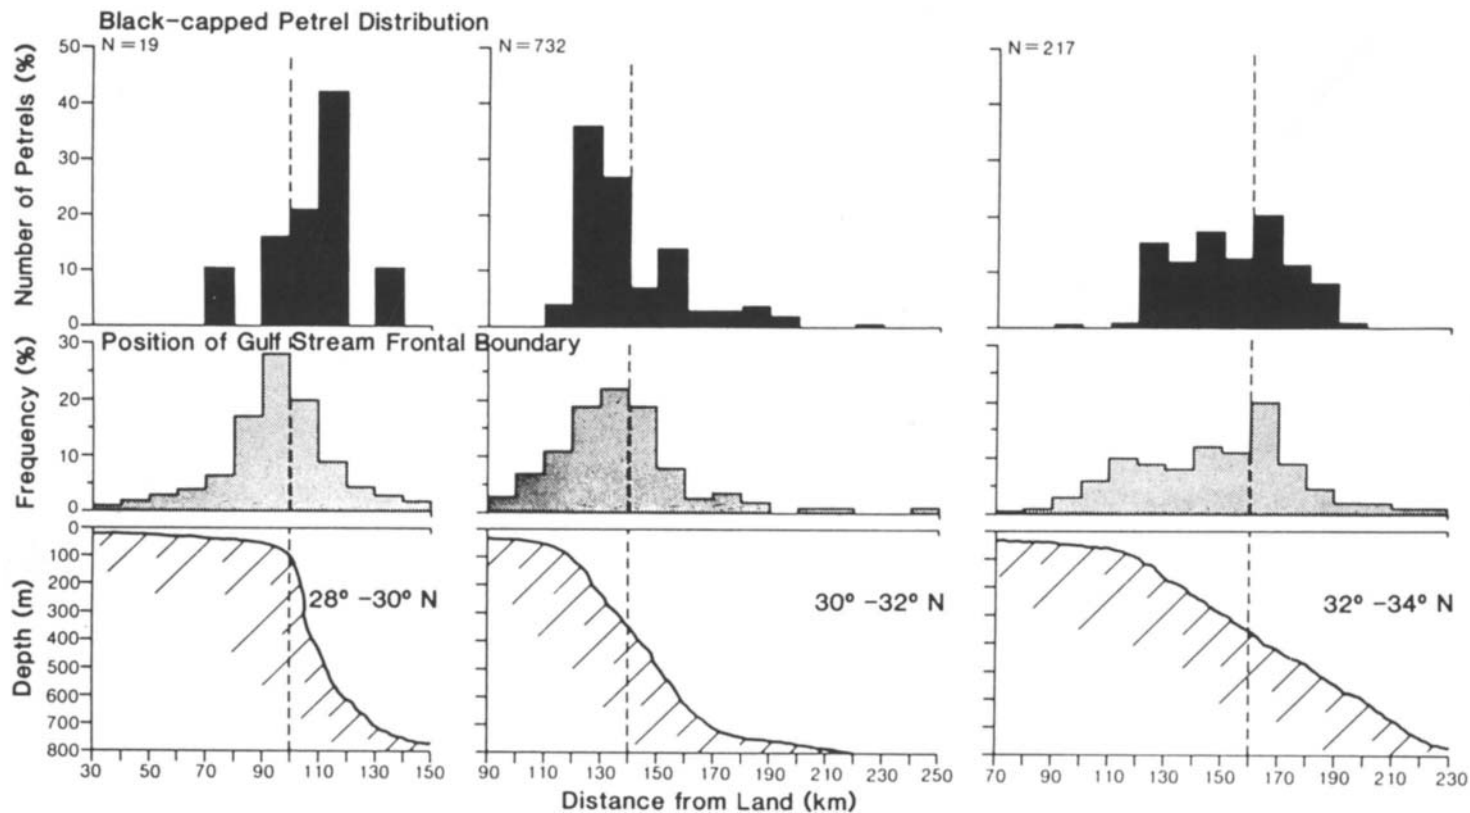 Black-capped Petrel Distribution
N=19
N=732
N=217
Number of Petrels (%)
50
40
30
20
10
0
Position of Gulf Stream Frontal Boundary
Frequency (%)
30
20
10
0
Depth (m)
0
100
200
300
400
500
600
700
800
28° -30° N
30° -32° N
32° -34° N
30 50 70 90 110 130 150
90 110 130 150 170 190 210 230 250
70 90 110 130 150 170 190 210 230
Distance from Land (km)